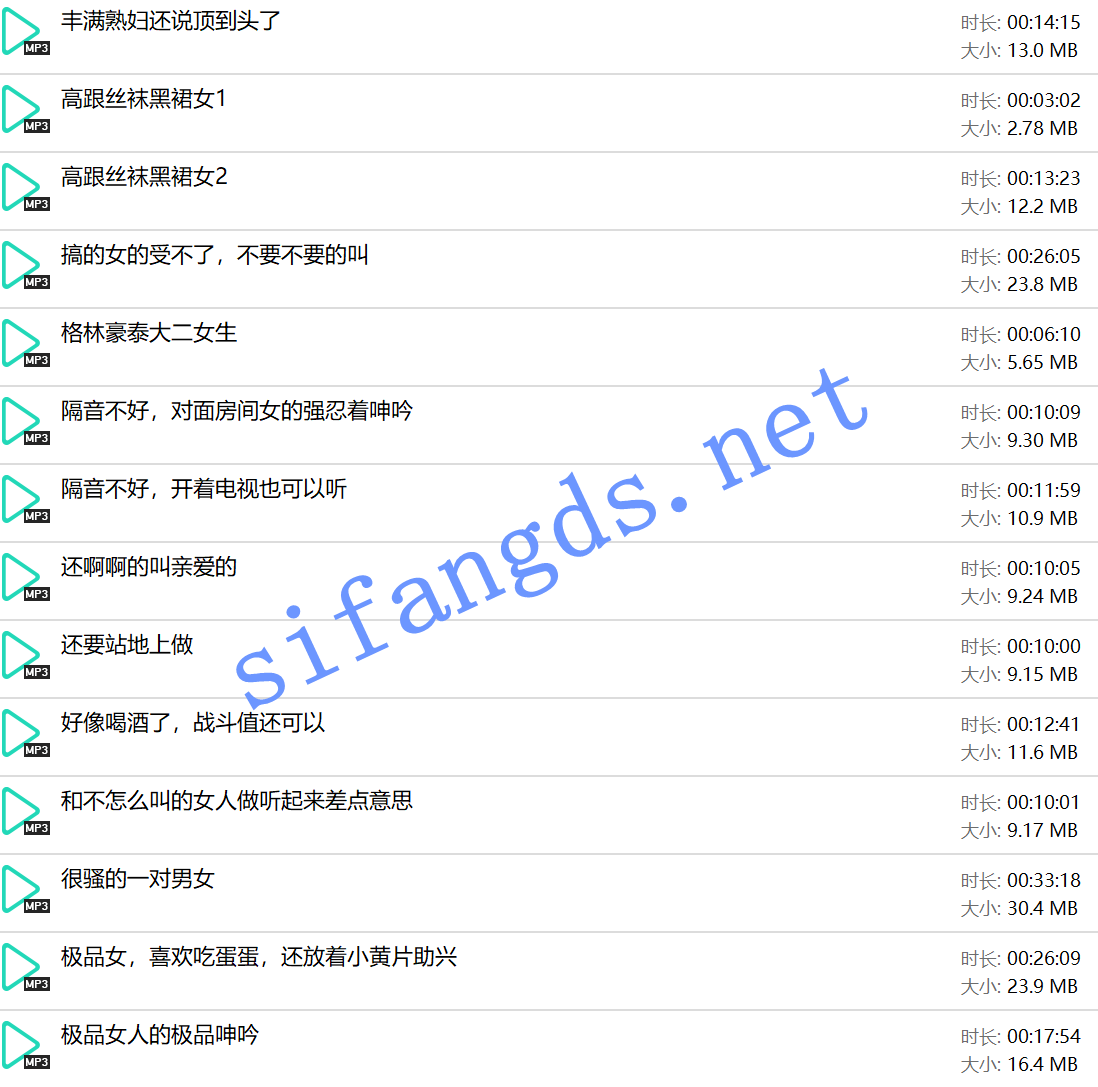 丰满熟妇还说顶到头了
时长: 00:14:15
MP3
大小: 13.0 MB
高跟丝袜黑裙女1
时长: 00:03:02
MP3
大小: 2.78 MB
高跟丝袜黑裙女2
时长: 00:13:23
MP3
大小: 12.2 MB
搞的女的受不了，不要不要的叫
时长: 00:26:05
MP3
大小: 23.8 MB
格林豪泰大二女生
时长: 00:06:10
MP3
大小: 5.65 MB
隔音不好，对面房间女的强忍着呻吟
时长: 00:10:09
MP3
大小: 9.30 MB
隔音不好，开着电视也可以听
时长: 00:11:59
MP3
大小: 10.9 MB
还啊啊的叫亲爱的
时长: 00:10:05
MP3
大小: 9.24 MB
还要站地上做
时长: 00:10:00
MP3
大小: 9.15 MB
好像喝酒了，战斗值还可以
时长: 00:12:41
MP3
大小: 11.6 MB
和不怎么叫的女人做听起来差点意思
时长: 00:10:01
MP3
大小: 9.17 MB
很骚的一对男女
时长: 00:33:18
MP3
大小: 30.4 MB
极品女，喜欢吃蛋蛋，还放着小黄片助兴
时长: 00:26:09
MP3
大小: 23.9 MB
极品女人的极品呻吟
时长: 00:17:54
MP3
大小: 16.4 MB
sifangds.net